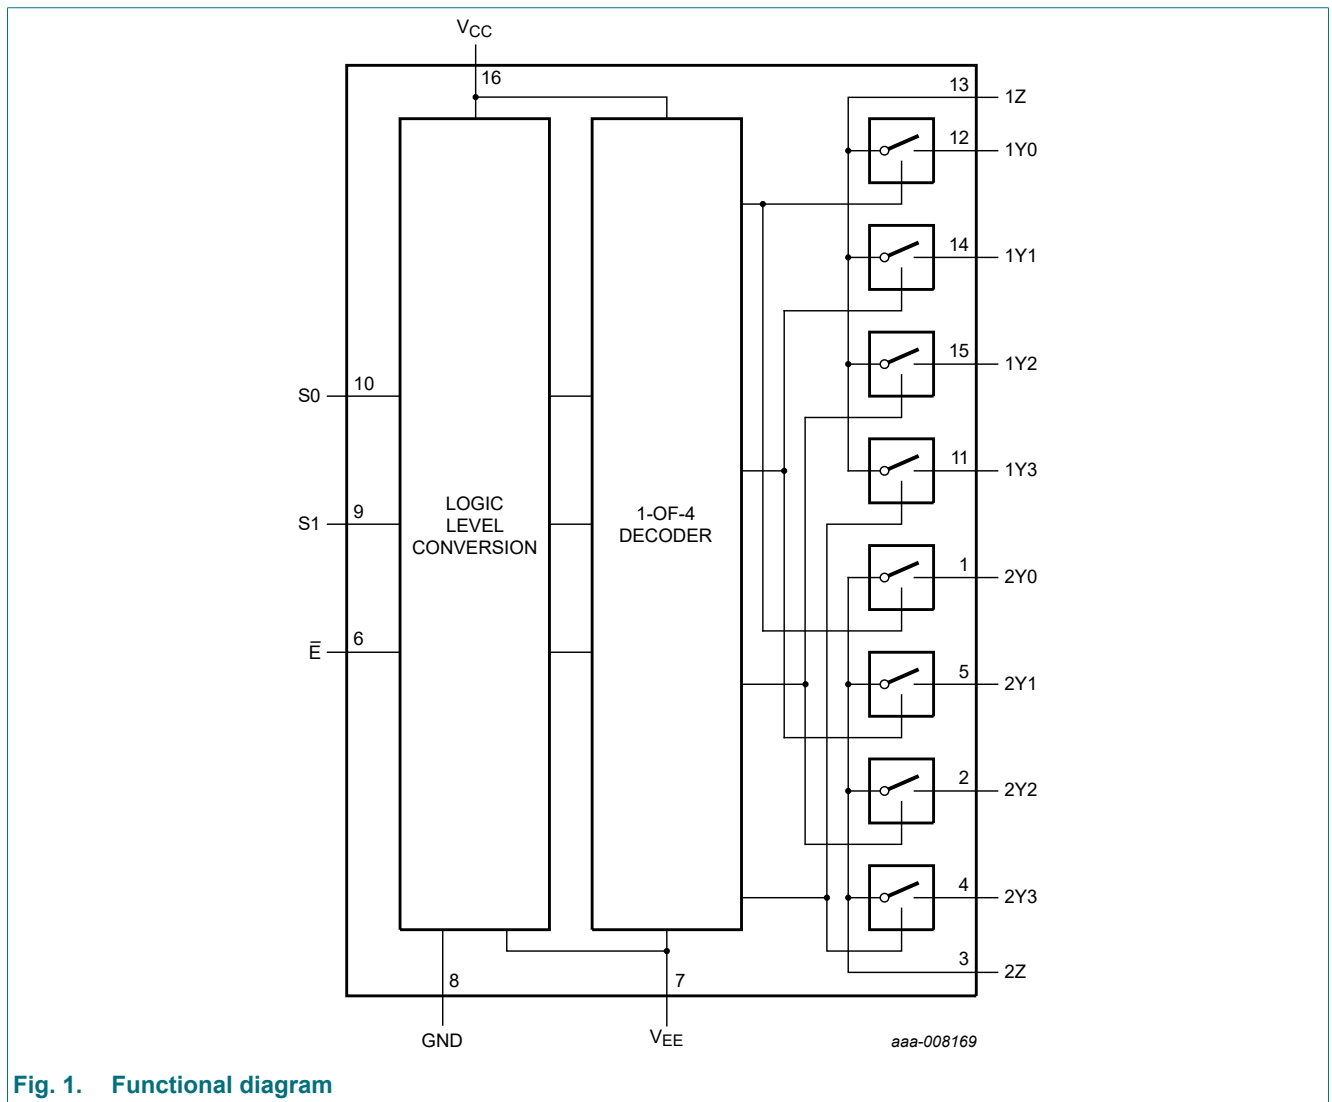 VCC
16
13 1Z
12 1Y0
14 1Y1
15 1Y2
S0 10
11 1Y3
S1 9
LOGIC
LEVEL
CONVERSION
1-OF-4
DECODER
1 2Y0
E̅ 6
5 2Y1
2 2Y2
4 2Y3
3 2Z
8
7
GND
VEE
aaa-008169
Fig. 1. Functional diagram